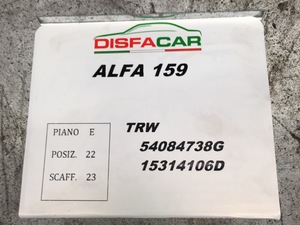 DISFACAR
ALFA 159
PIANO E
POSIZ. 22
SCAFF. 23
TRW
54084738G
15314106D